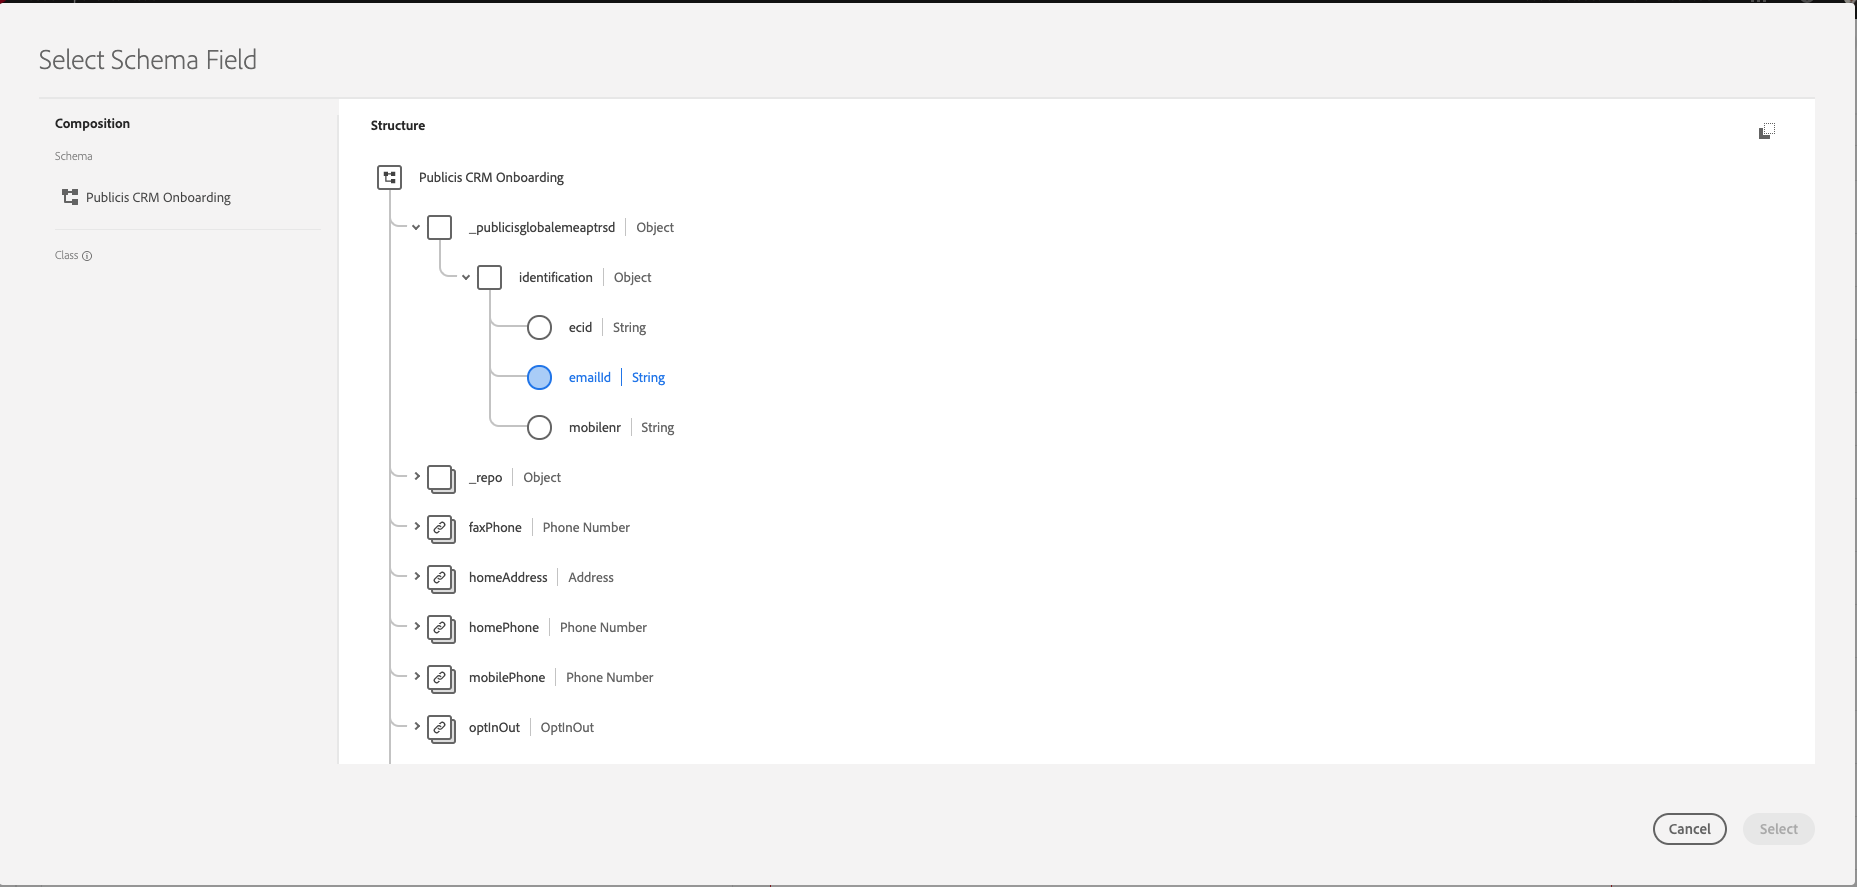 Select Schema Field
Composition
Schema
Publicis CRM Onboarding
Class
Structure
Publicis CRM Onboarding
_publicisglobalemeaptrsd Object
identification Object
ecid String
emailId String
mobilenr String
_repo Object
faxPhone Phone Number
homeAddress Address
homePhone Phone Number
mobilePhone Phone Number
optInOut OptInOut
Cancel Select